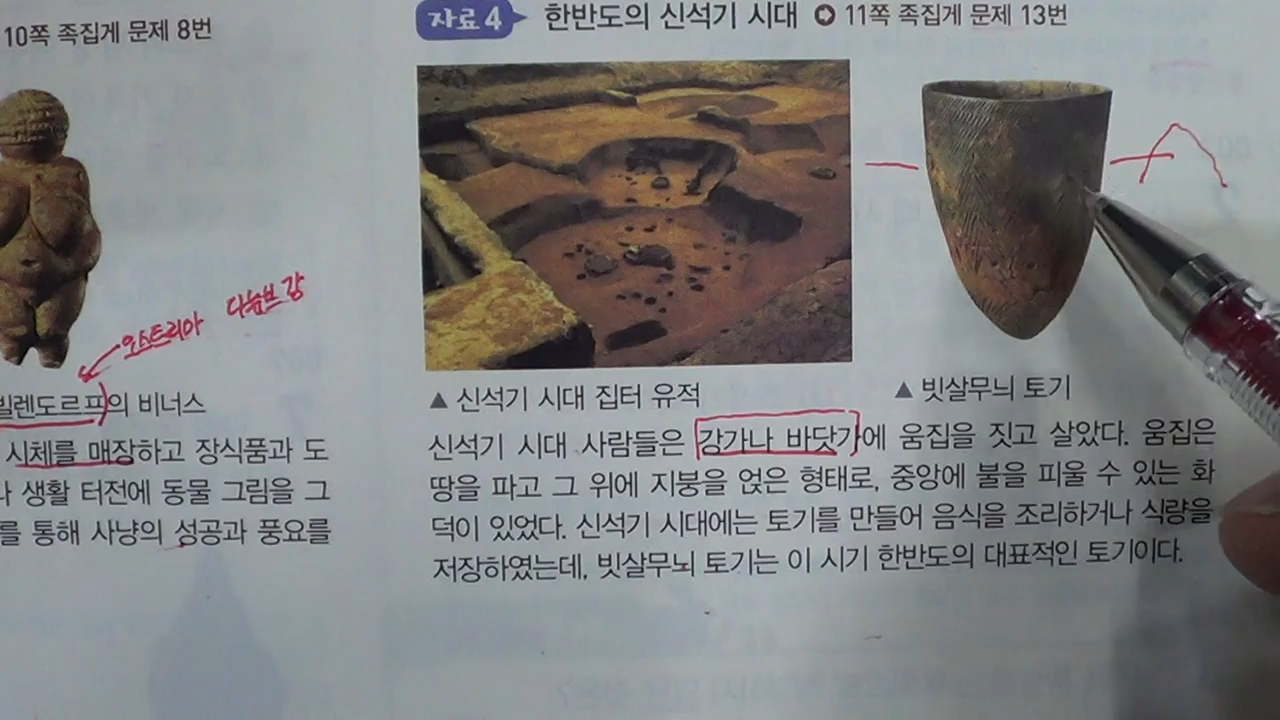 10쪽 족집게 문제 8번
오스트리아 다뉴브강
빌렌도르프의 비너스
시체를 매장하고 장식품과 도
생활 터전에 동물 그림을 그
를 통해 사냥의 성공과 풍요를
자료 4 한반도의 신석기 시대 11쪽 족집게 문제 13번
▲ 신석기 시대 집터 유적
▲ 빗살무늬 토기
신석기 시대 사람들은 강가나 바닷가에 움집을 짓고 살았다. 움집은
땅을 파고 그 위에 지붕을 얹은 형태로, 중앙에 불을 피울 수 있는 화
덕이 있었다. 신석기 시대에는 토기를 만들어 음식을 조리하거나 식량을
저장하였는데, 빗살무늬 토기는 이 시기 한반도의 대표적인 토기이다.